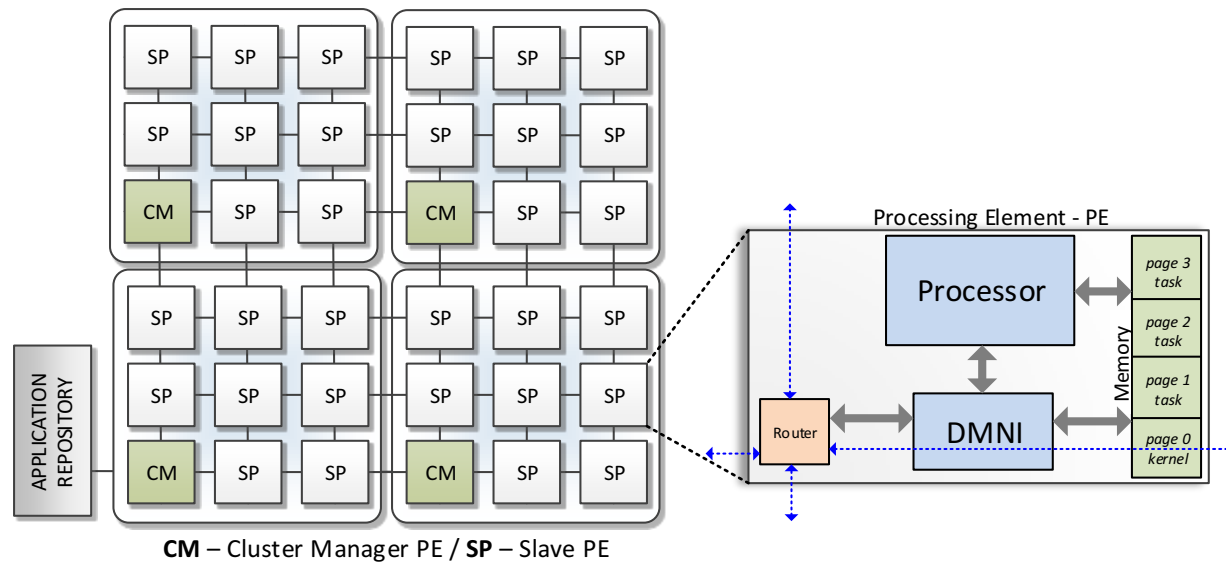 SP SP SP SP SP SP
SP SP SP SP SP SP
CM SP SP CM SP SP
SP SP SP SP SP SP
SP SP SP SP SP SP
CM SP SP CM SP SP
APPLICATION
REPOSITORY
CM – Cluster Manager PE / SP – Slave PE
Processing Element - PE
Processor
page 3
task
page 2
task
Memory
page 1
task
Router
DMNI
page 0
kernel